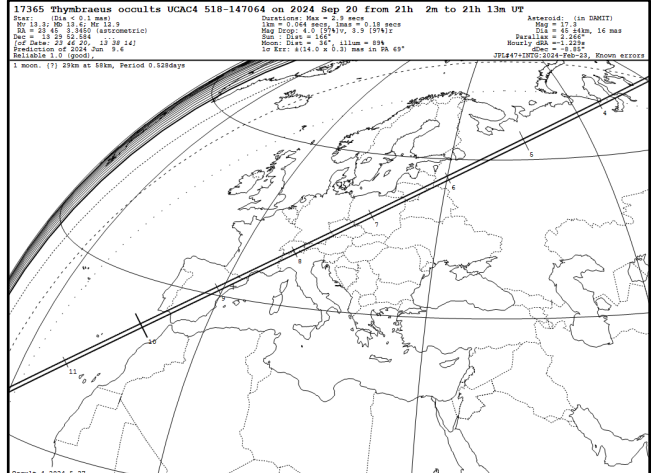 17365 Thymbraeus occults UCAC4 518-147064 on 2024 Sep 20 from 21h  2m to 21h 13m UT
Star:   (Dia < 0.1 mas)
Mv 13.3; Mb 13.6; Mr 12.9
RA = 23 45  3.3450 (astrometric)
Dec = 13 29 52.584
[of Date: 23 46 20,  13 38 14]
Prediction of 2024 Jun  9.6
Reliable 1.0 (good),
Durations: Max = 2.9 secs
1km = 0.064 secs, 1mas = 0.18 secs
Mag Drop: 4.0 [97%]v, 3.9 [97%]r
Sun : Dist = 166°
Moon: Dist =  36°, illum = 89%
1σ Err: ±(14.0 x 0.3) mas in PA 69°
Asteroid:  (in DAMIT)
Mag = 17.3
Dia = 45 ±4km, 16 mas
Parallax = 2.266"
Hourly dRA =-1.229s
dDec = -8.85"
JPL#47+INTG:2024-Feb-23, Known errors
1 moon. (?) 29km at 58km, Period 0.528days
4
5
6
7
8
9
10
11